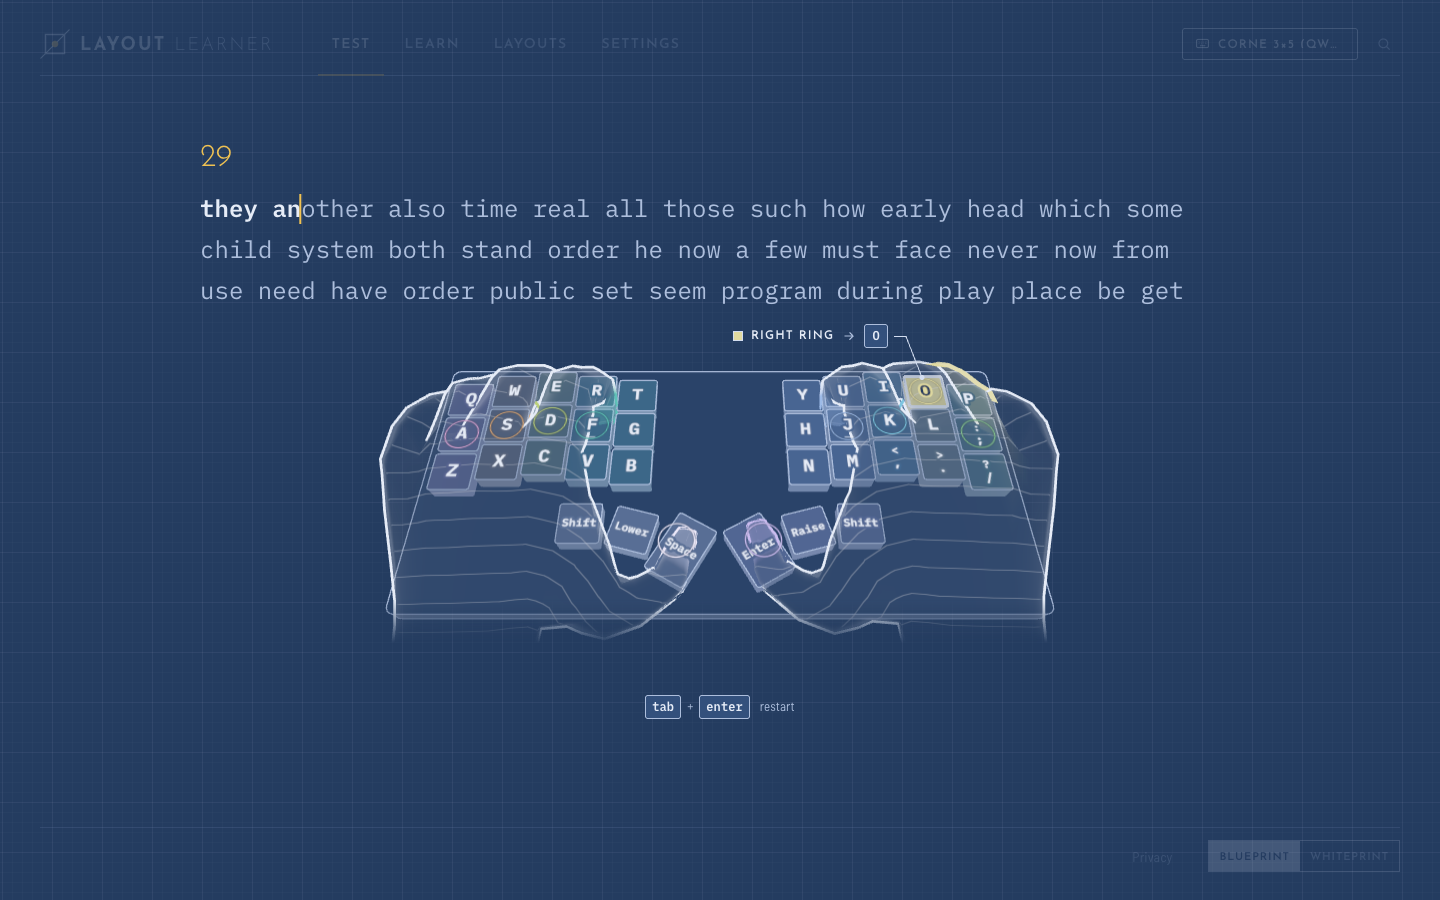 LAYOUT LEARNER TEST LEARN LAYOUTS SETTINGS CORNE 3x5 (QW...
29
they another also time real all those such how early head which some
child system both stand order he now a few must face never now from
use need have order public set seem program during play place be get
RIGHT RING → O
Q W E R T Y U I O P
A S D F G H J K L : ;
Z X C V B N M < , > . ? /
Shift Lower Space Enter Raise Shift
tab + enter restart
Privacy BLUEPRINT WHITEPRINT